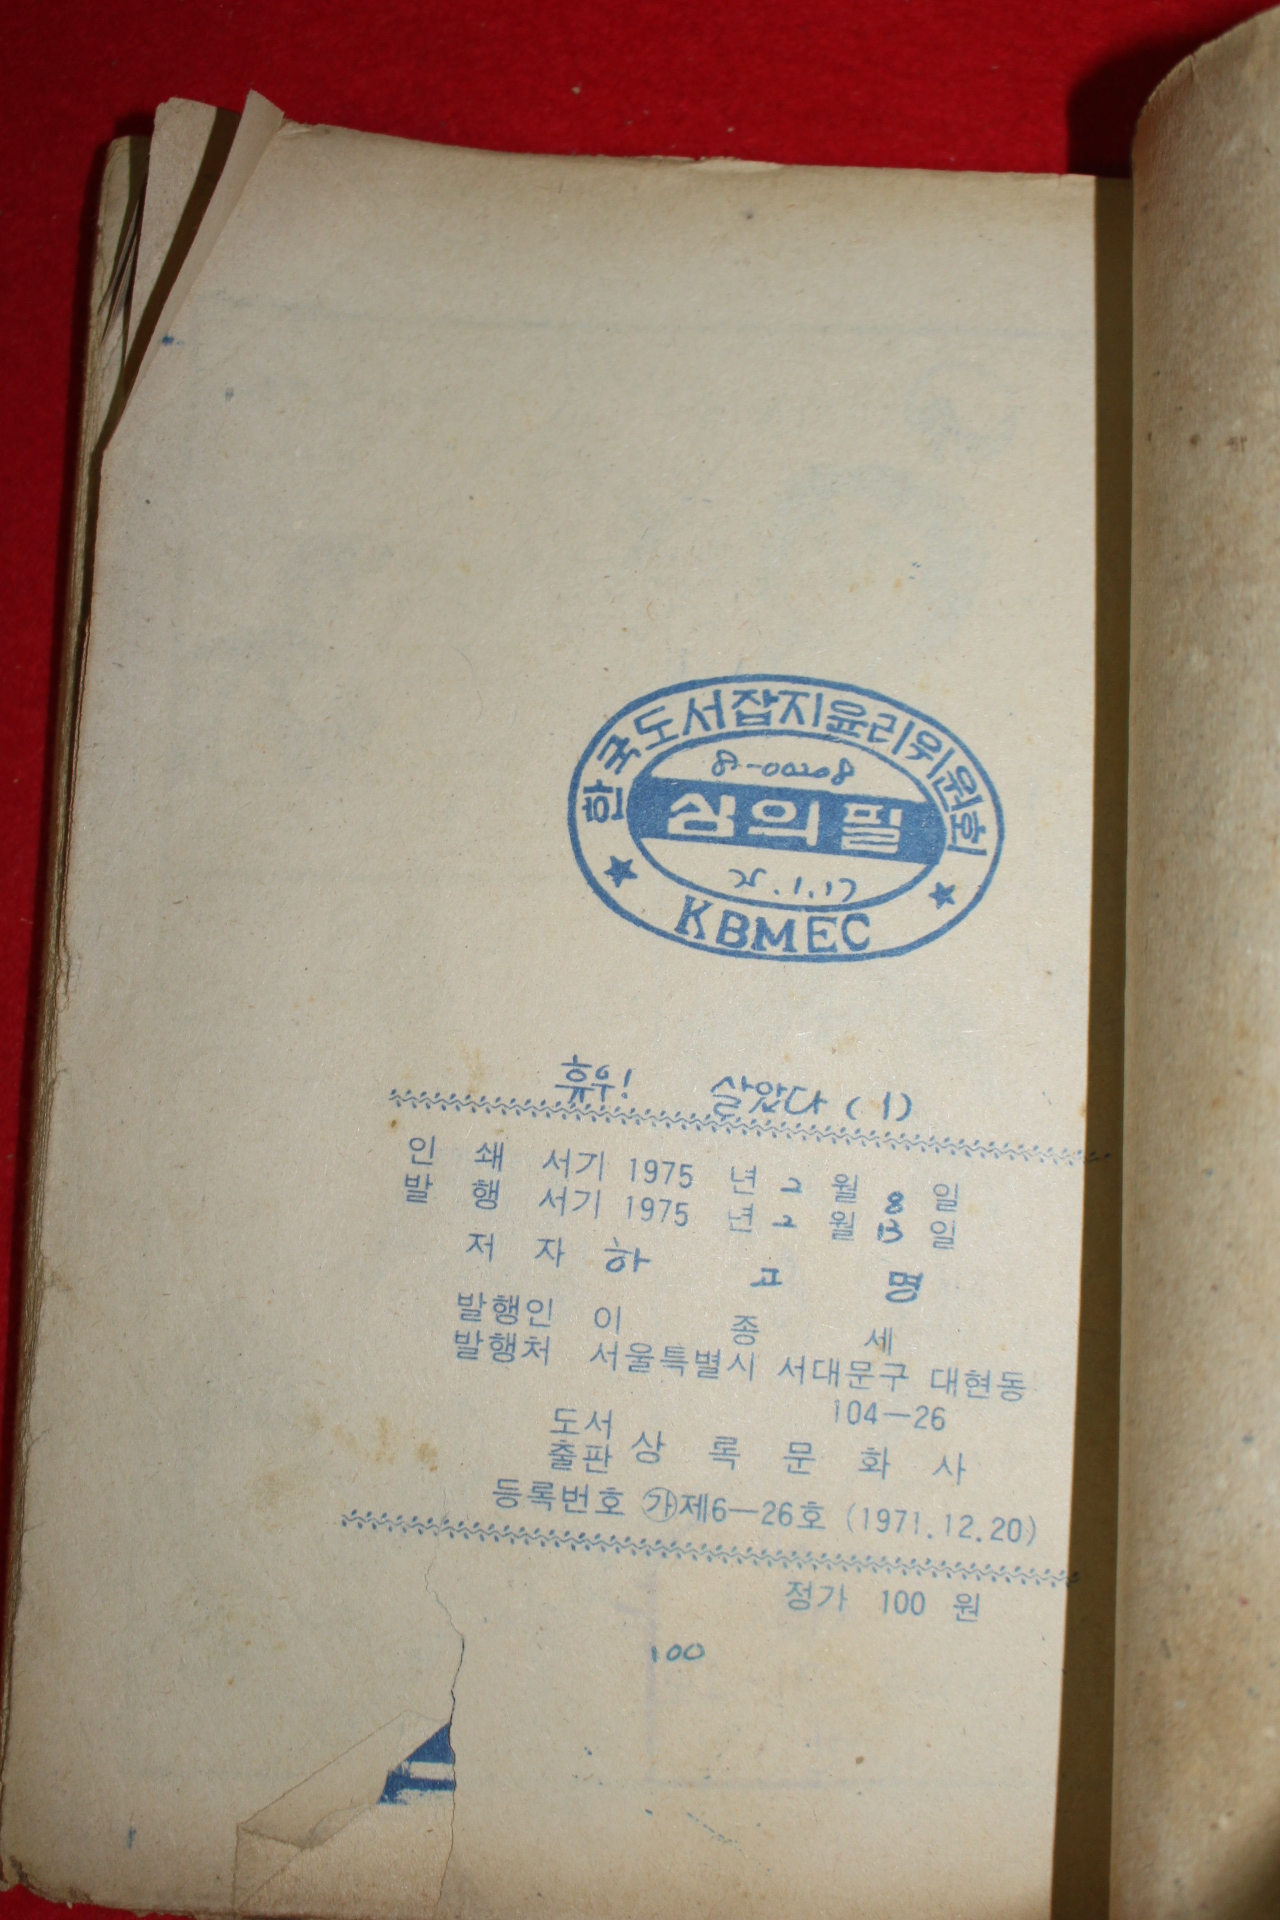 한국도서잡지윤리위원회
심의필
75.1.17
KBMEC
휴우! 살았다 (1)
인 쇄 서기 1975 년 2 월 8 일
발 행 서기 1975 년 2 월 13 일
저 자 하 고 명
발행인 이 종 세
발행처 서울특별시 서대문구 대현동
104-26
도서출판 상 록 문 화 사
등록번호 ㉮제6-26호 (1971.12.20)
정가 100 원
100